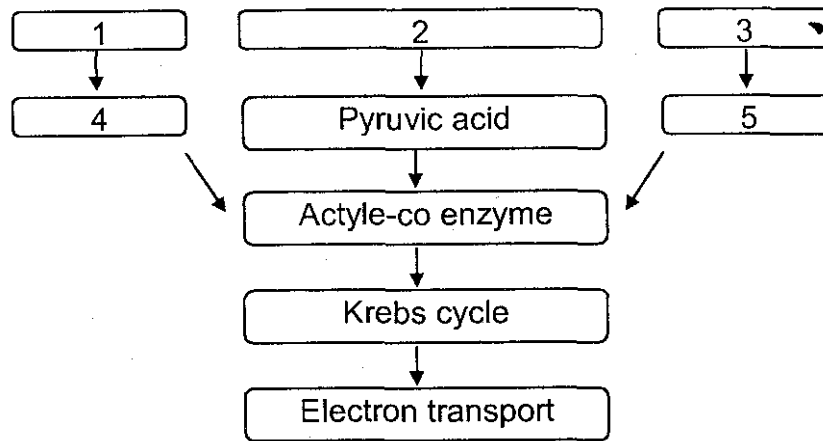 1 2 3
4 Pyruvic acid 5
Actyle-co enzyme
Krebs cycle
Electron transport